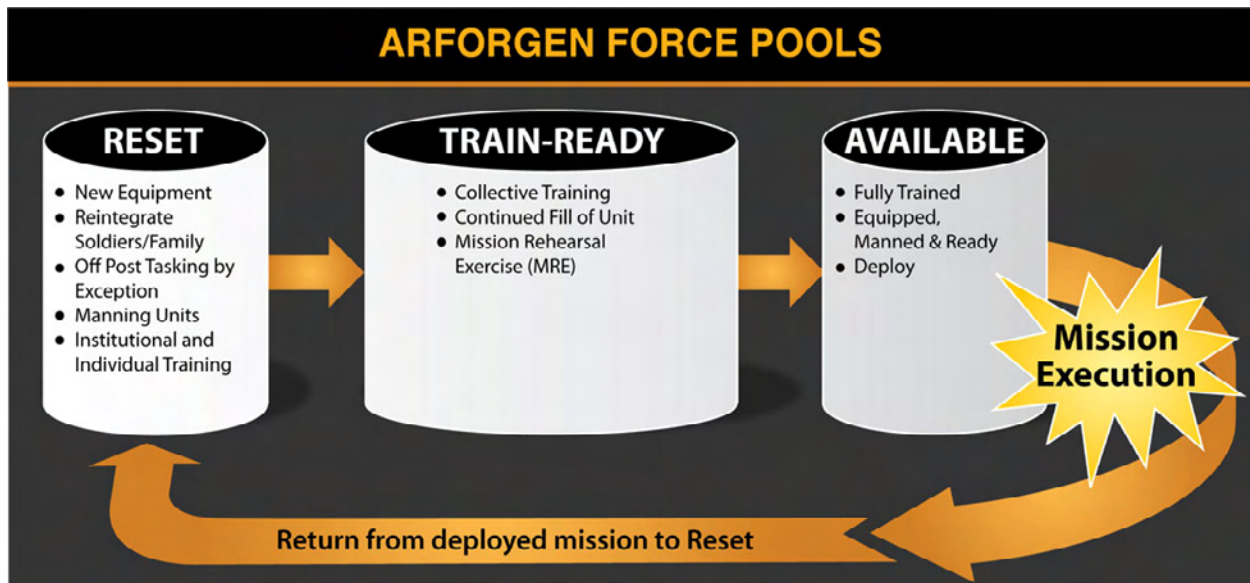 ARFORGEN FORCE POOLS
RESET
• New Equipment
• Reintegrate
Soldiers/Family
• Off Post Tasking by
Exception
• Manning Units
• Institutional and
Individual Training
TRAIN-READY
• Collective Training
• Continued Fill of Unit
• Mission Rehearsal
Exercise (MRE)
AVAILABLE
• Fully Trained
• Equipped,
Manned & Ready
• Deploy
Mission
Execution
Return from deployed mission to Reset